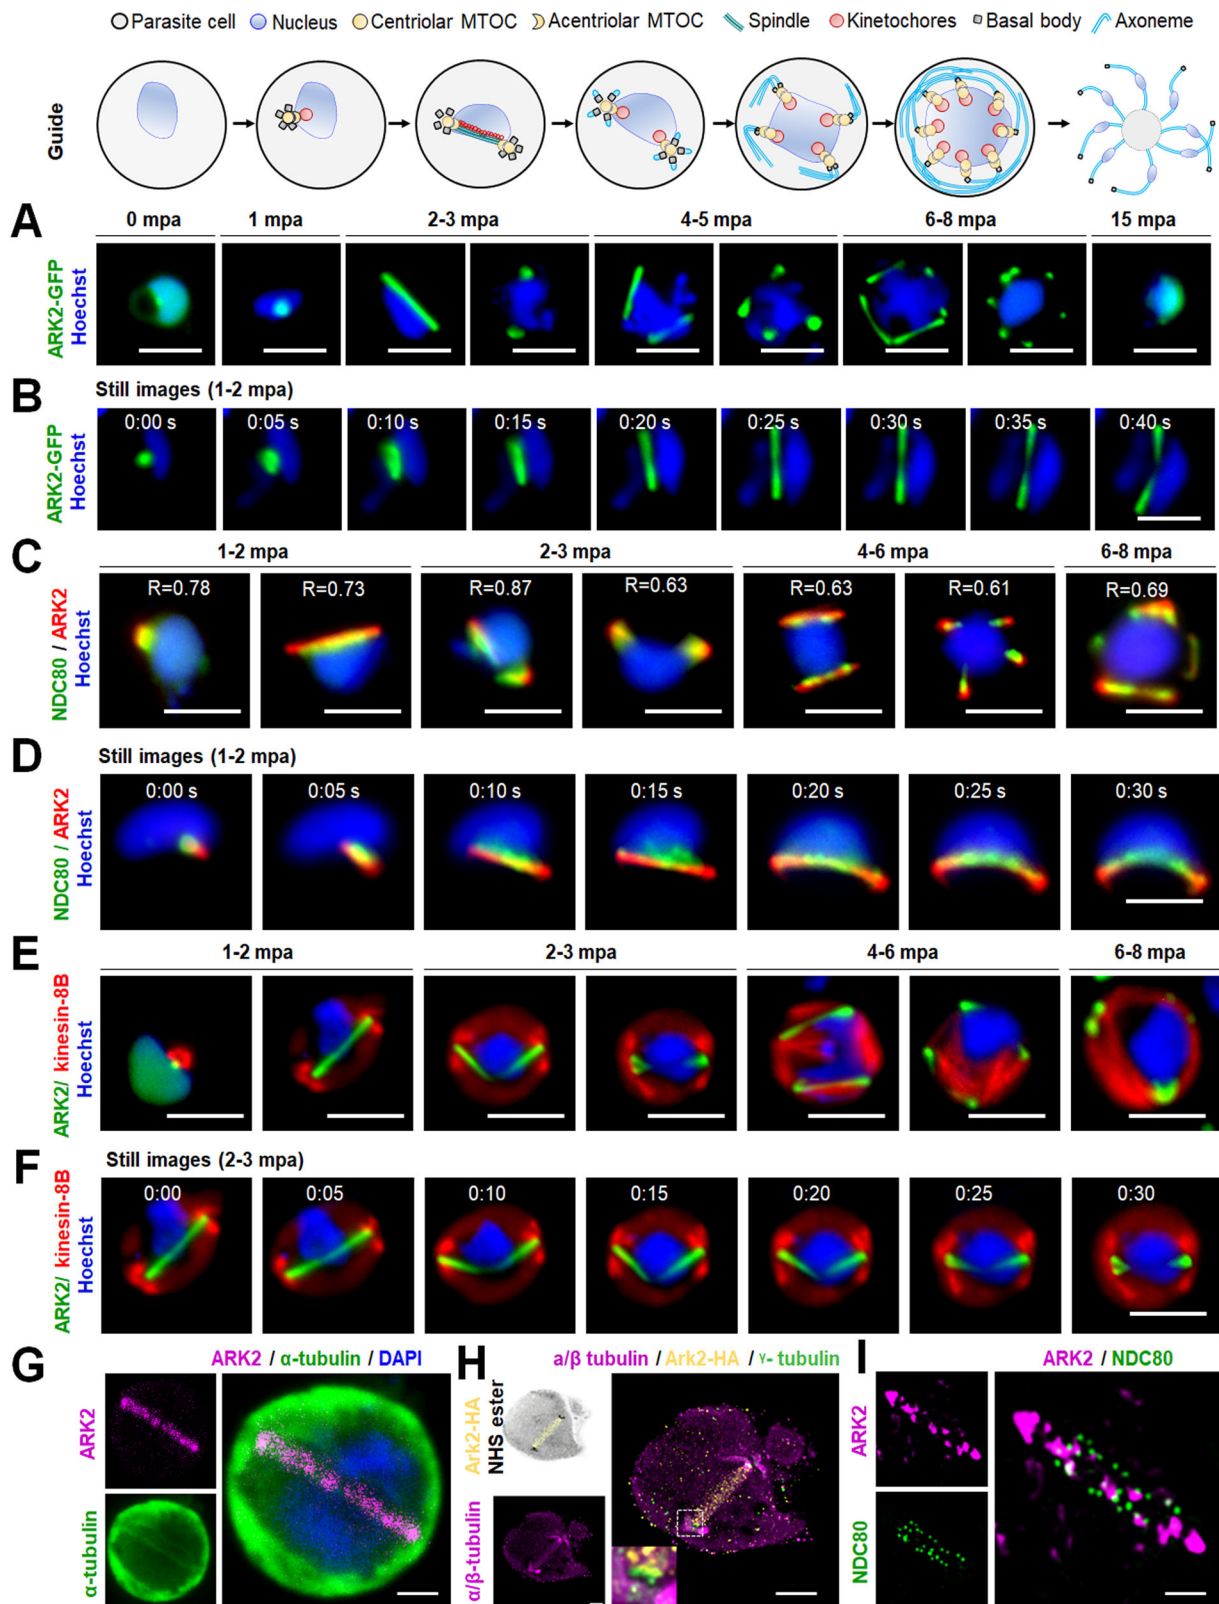 Parasite cell Nucleus Centriolar MTOC Acentriolar MTOC Spindle Kinetochores Basal body Axoneme
Guide
A
0 mpa 1 mpa 2-3 mpa 4-5 mpa 6-8 mpa 15 mpa
ARK2-GFP
Hoechst
B
Still images (1-2 mpa)
ARK2-GFP
Hoechst
0:00 s 0:05 s 0:10 s 0:15 s 0:20 s 0:25 s 0:30 s 0:35 s 0:40 s
C
1-2 mpa 2-3 mpa 4-6 mpa 6-8 mpa
NDC80 / ARK2
Hoechst
R=0.78 R=0.73 R=0.87 R=0.63 R=0.63 R=0.61 R=0.69
D
Still images (1-2 mpa)
NDC80 / ARK2
Hoechst
0:00 s 0:05 s 0:10 s 0:15 s 0:20 s 0:25 s 0:30 s
E
1-2 mpa 2-3 mpa 4-6 mpa 6-8 mpa
ARK2/ kinesin-8B
Hoechst
F
Still images (2-3 mpa)
ARK2/ kinesin-8B
Hoechst
0:00 0:05 0:10 0:15 0:20 0:25 0:30
G
ARK2 / α-tubulin / DAPI
ARK2
α-tubulin
H
a/β tubulin / Ark2-HA / γ- tubulin
Ark2-HA
NHS ester
α/β-tubulin
I
ARK2 / NDC80
ARK2
NDC80